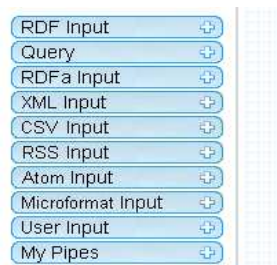 RDF Input
Query
RDFa Input
XML Input
CSV Input
RSS Input
Atom Input
Microformat Input
User Input
My Pipes